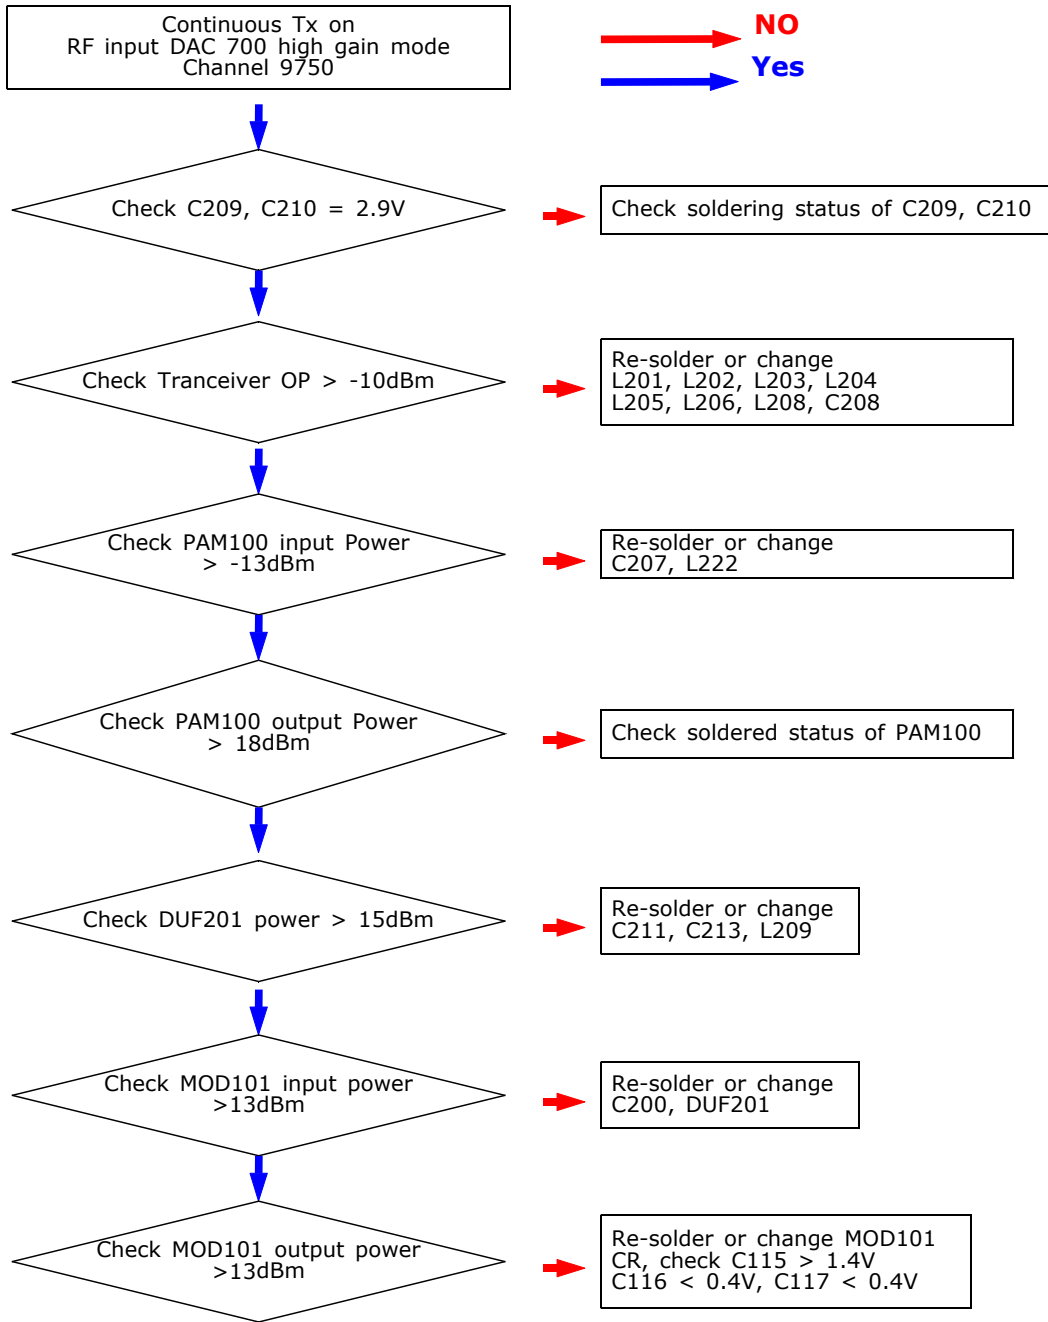 Continuous Tx on
RF input DAC 700 high gain mode
Channel 9750
NO
Yes
Check C209, C210 = 2.9V
Check soldering status of C209, C210
Check Tranceiver OP > -10dBm
Re-solder or change
L201, L202, L203, L204
L205, L206, L208, C208
Check PAM100 input Power
> -13dBm
Re-solder or change
C207, L222
Check PAM100 output Power
> 18dBm
Check soldered status of PAM100
Check DUF201 power > 15dBm
Re-solder or change
C211, C213, L209
Check MOD101 input power
>13dBm
Re-solder or change
C200, DUF201
Check MOD101 output power
>13dBm
Re-solder or change MOD101
CR, check C115 > 1.4V
C116 < 0.4V, C117 < 0.4V